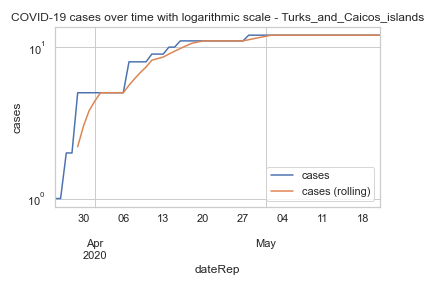 COVID-19 cases over time with logarithmic scale - Turks_and_Caicos_islands
10¹
cases
10⁰
cases
cases (rolling)
30 06 13 20 27 04 11 18
Apr May
2020
dateRep